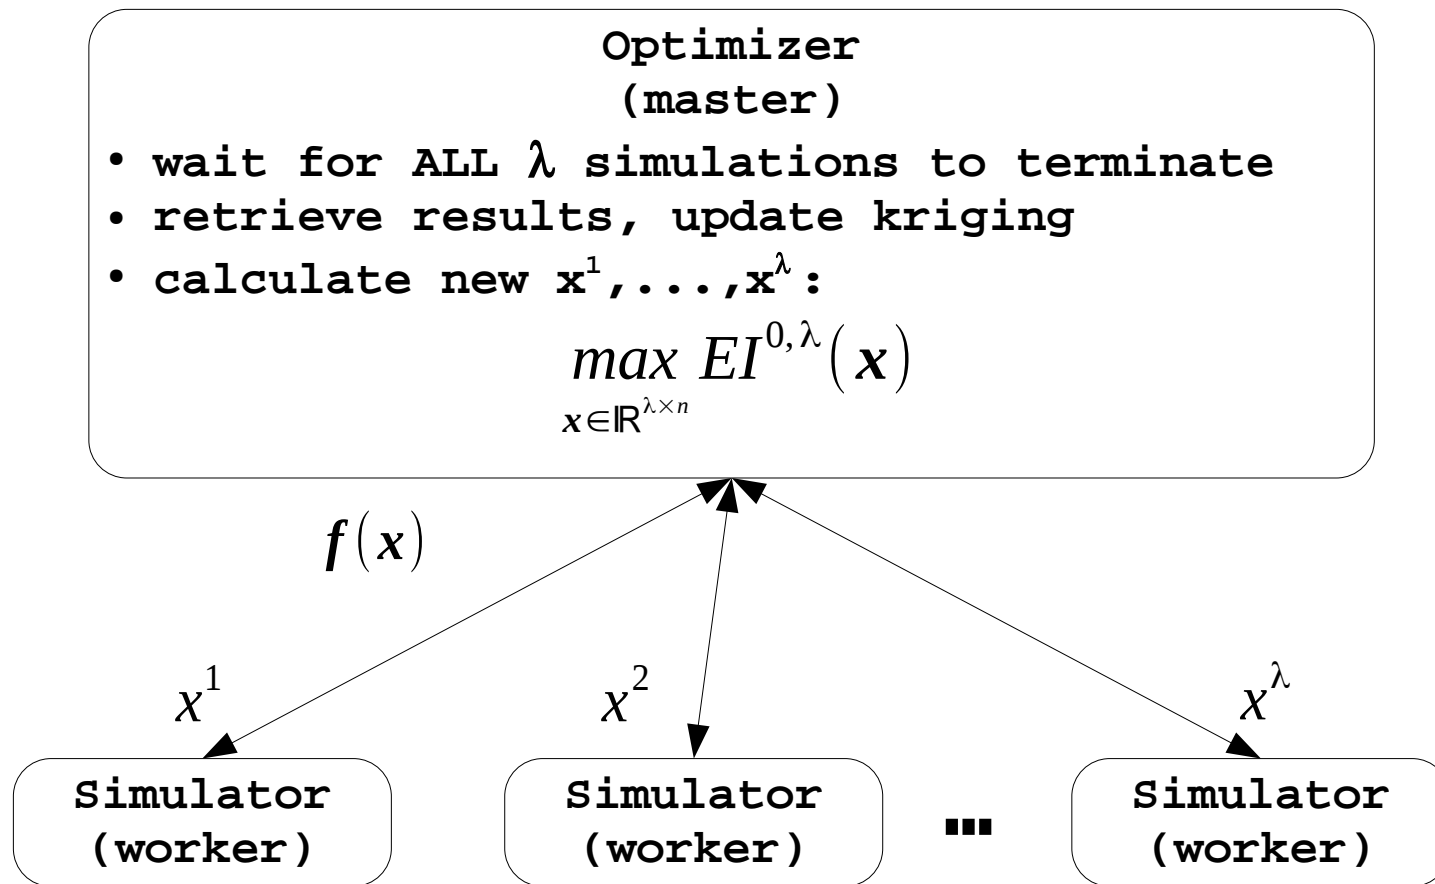 Optimizer
(master)
• wait for ALL λ simulations to terminate
• retrieve results, update kriging
• calculate new x¹,...,x^λ:
max EI^{0,λ}(x)
x∈ℝ^{λ×n}
f(x)
x¹ x² x^λ
Simulator Simulator Simulator
(worker) (worker) ... (worker)